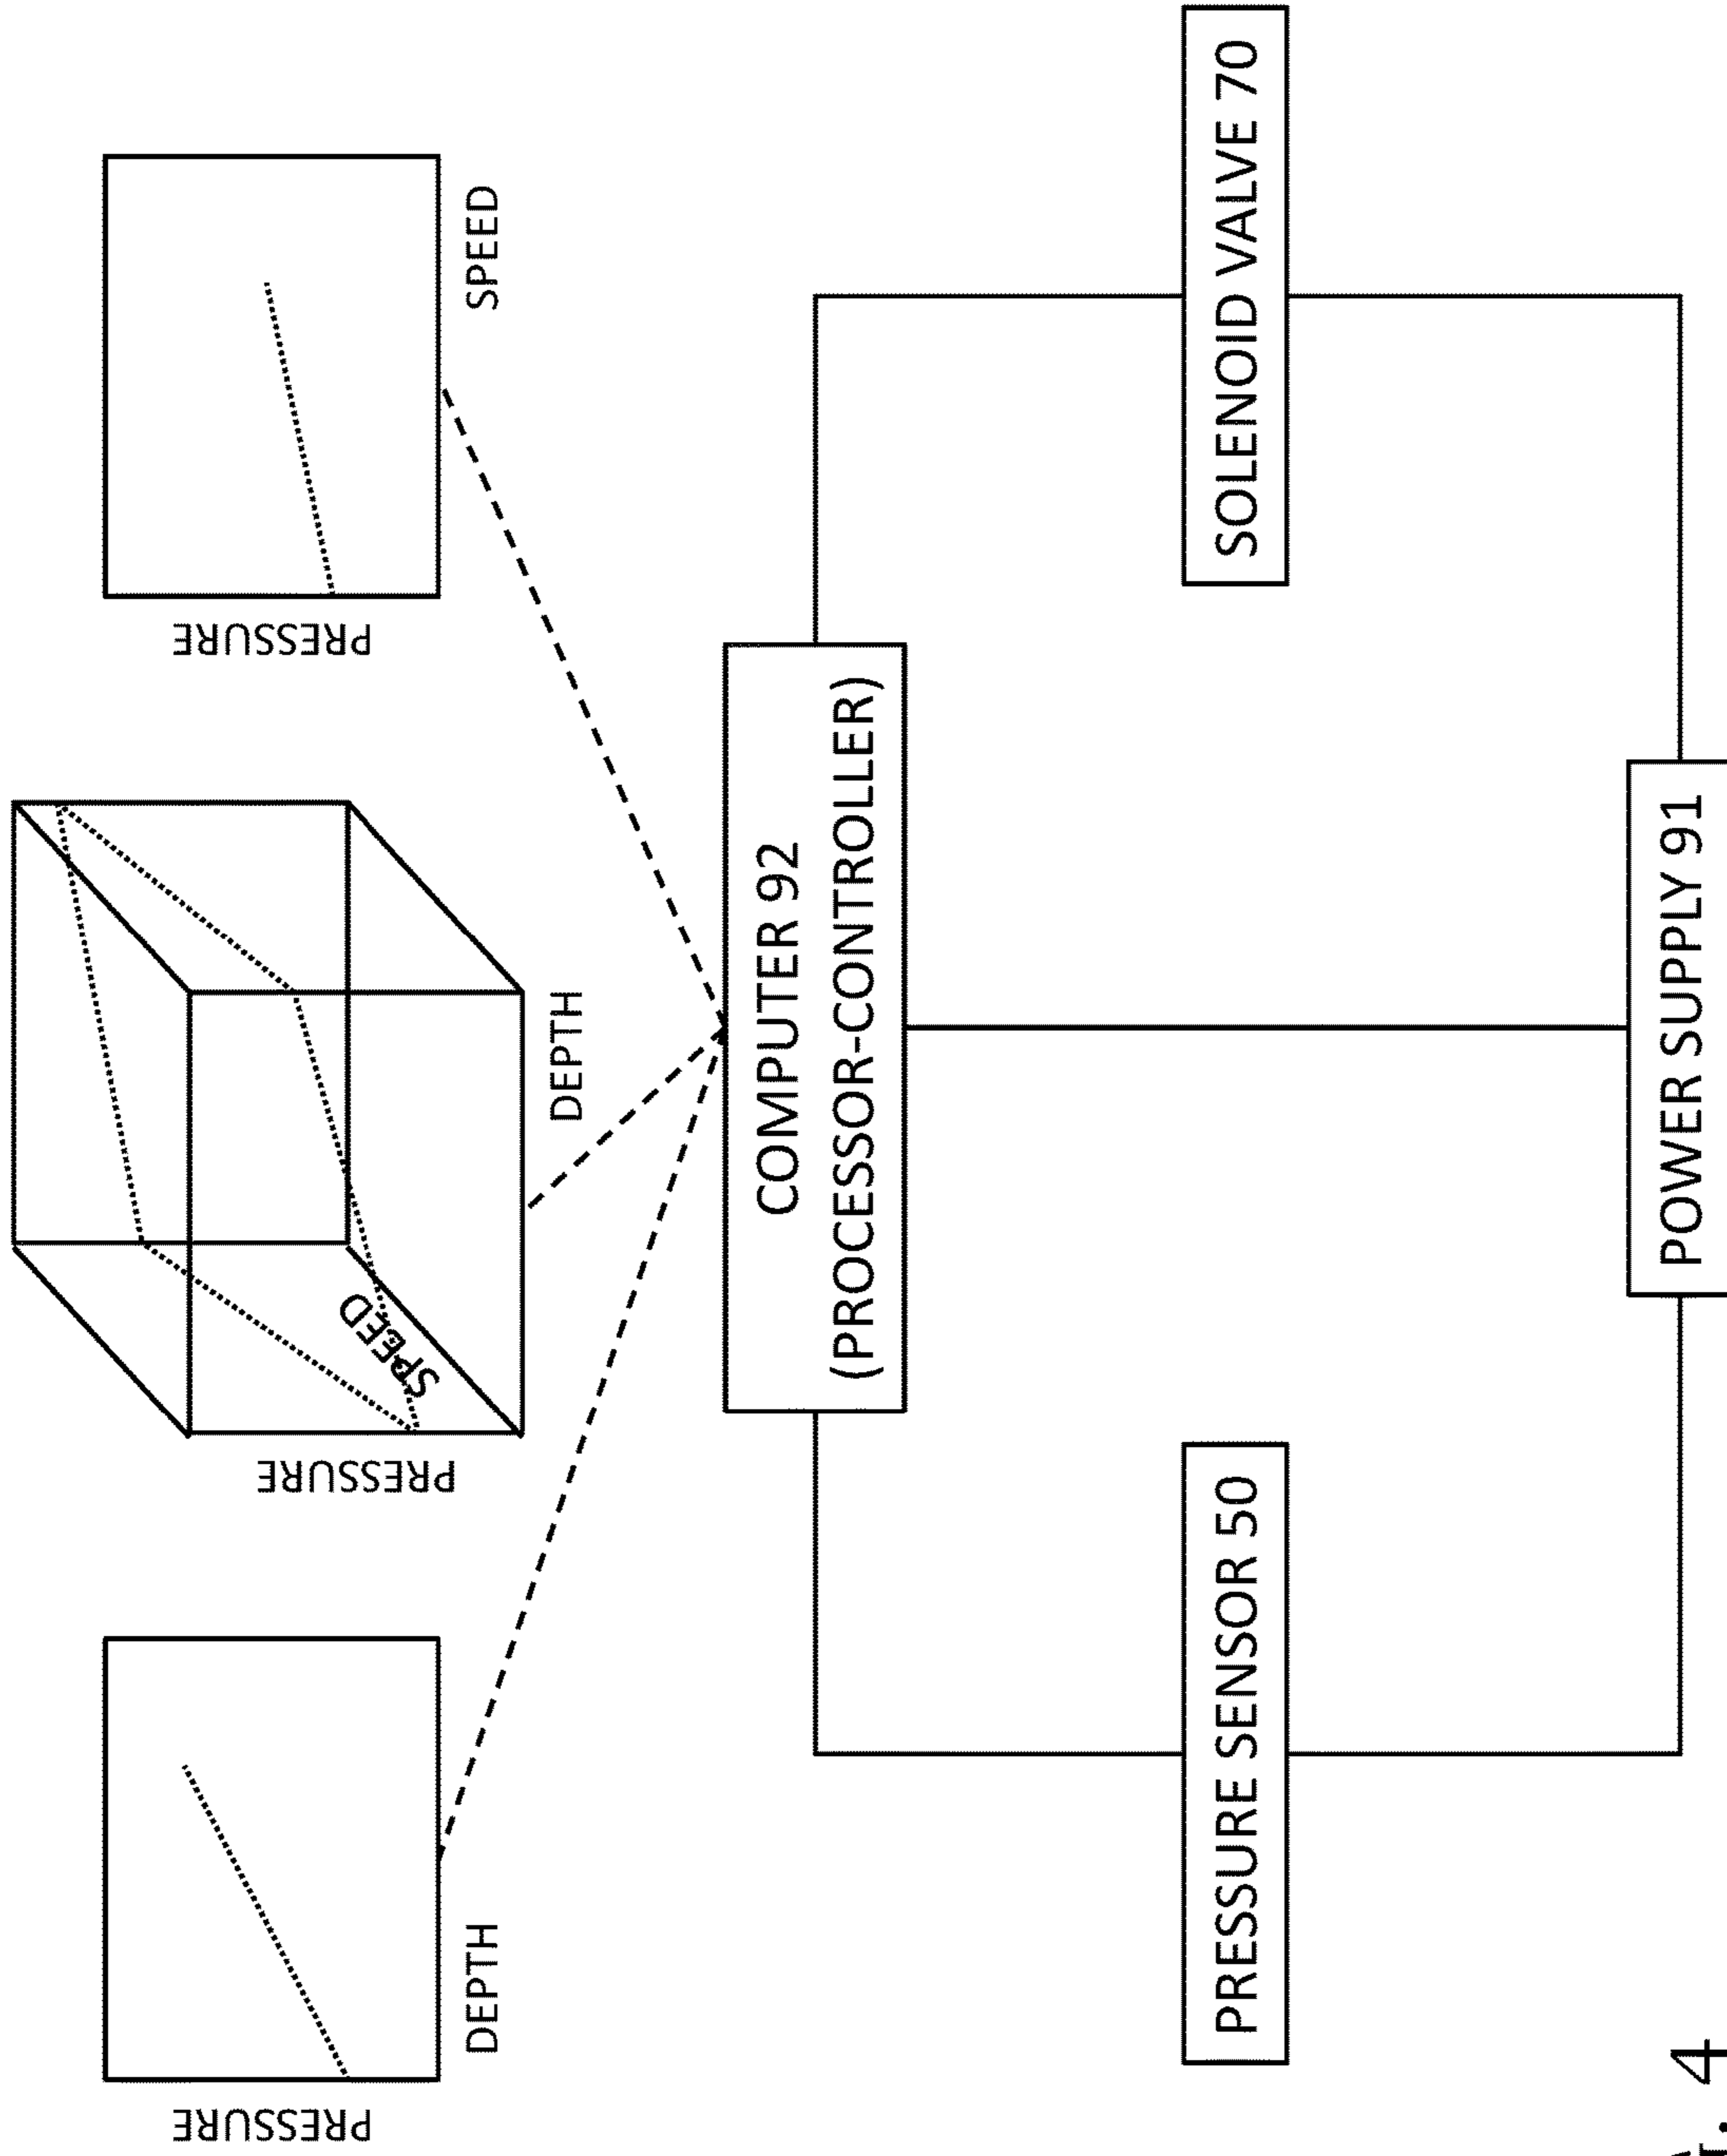 PRESSURE
DEPTH
PRESSURE
SPEED
DEPTH
PRESSURE
SPEED
COMPUTER 92
(PROCESSOR-CONTROLLER)
PRESSURE SENSOR 50
SOLENOID VALVE 70
POWER SUPPLY 91
4